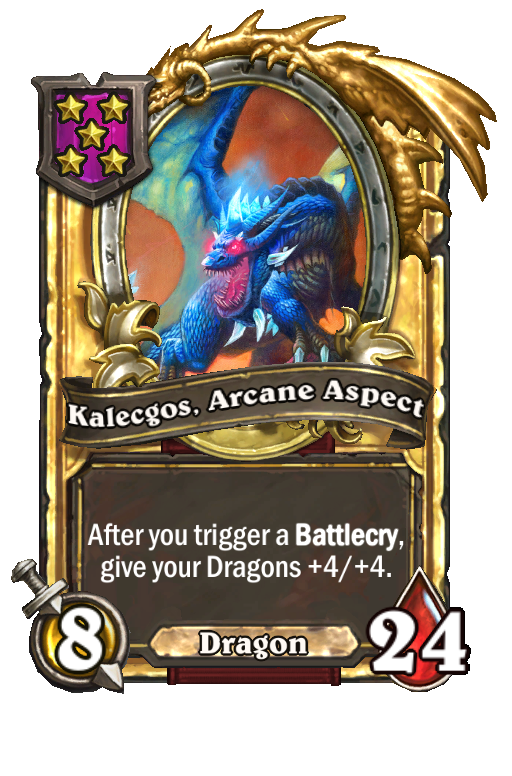 Kalecgos, Arcane Aspect
After you trigger a Battlecry,
give your Dragons +4/+4.
8
Dragon
24